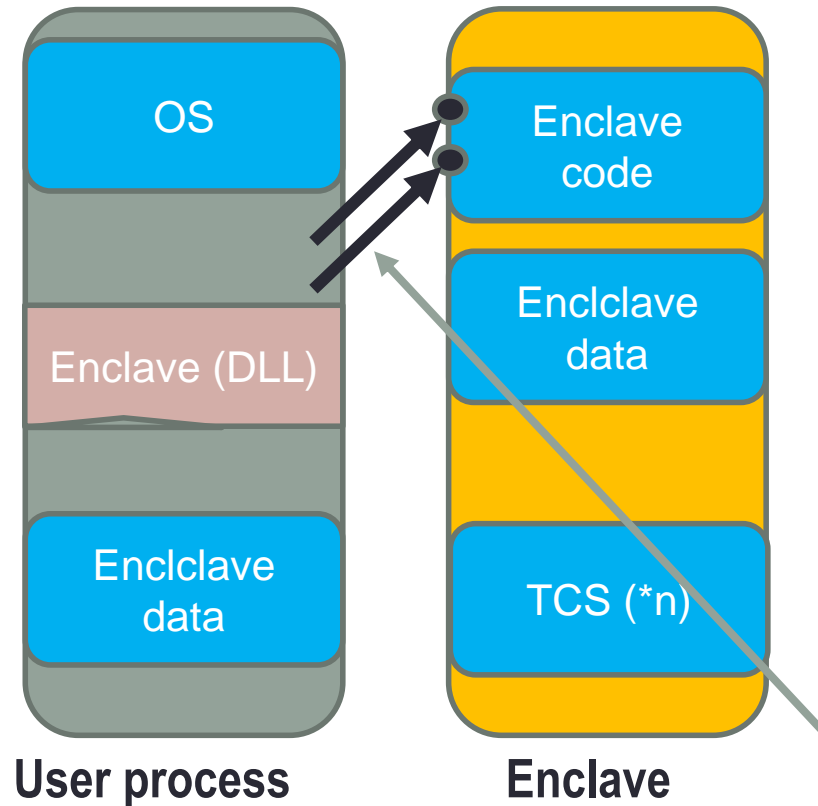 OS
Enclave (DLL)
Enclclave
data
User process
Enclave
code
Enclclave
data
TCS (*n)
Enclave